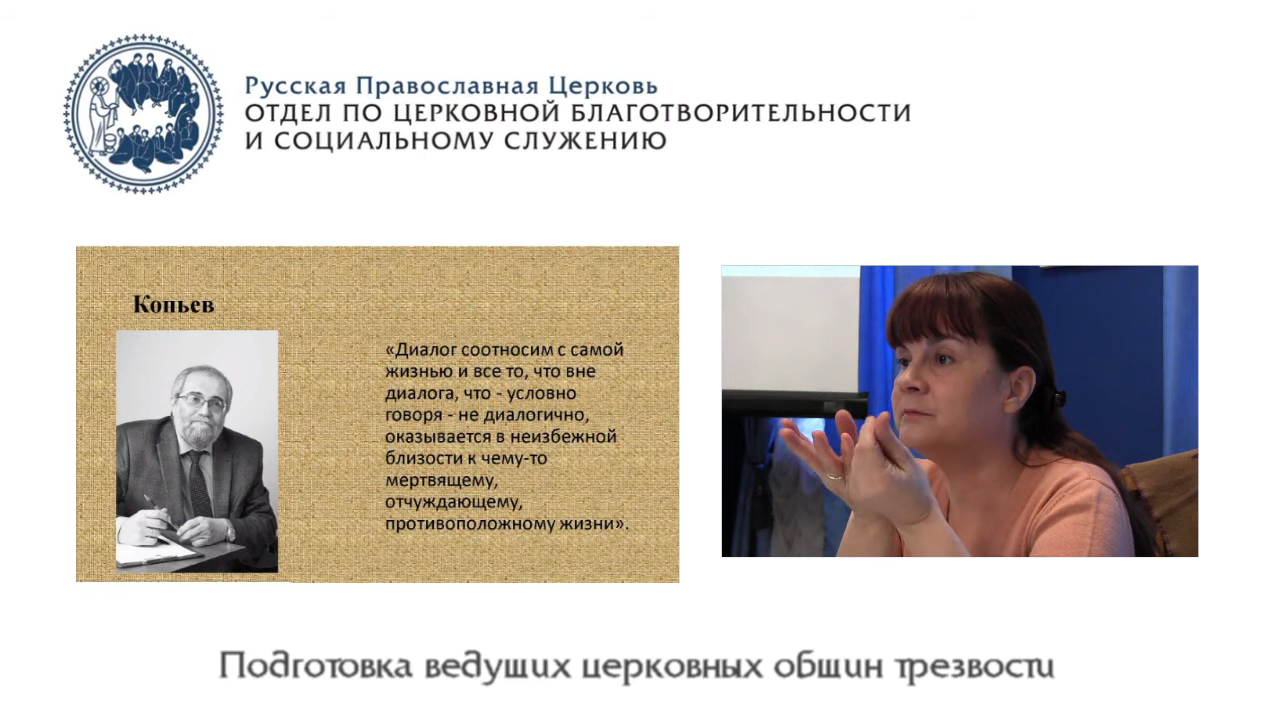 Русская Православная Церковь
ОТДЕЛ ПО ЦЕРКОВНОЙ БЛАГОТВОРИТЕЛЬНОСТИ
И СОЦИАЛЬНОМУ СЛУЖЕНИЮ
Копьев
«Диалог соотносим с самой
жизнью и все то, что вне
диалога, что - условно
говоря - не диалогично,
оказывается в неизбежной
близости к чему-то
мертвящему,
отчуждающему,
противоположному жизни».
Подготовка ведущих церковных общин трезвости